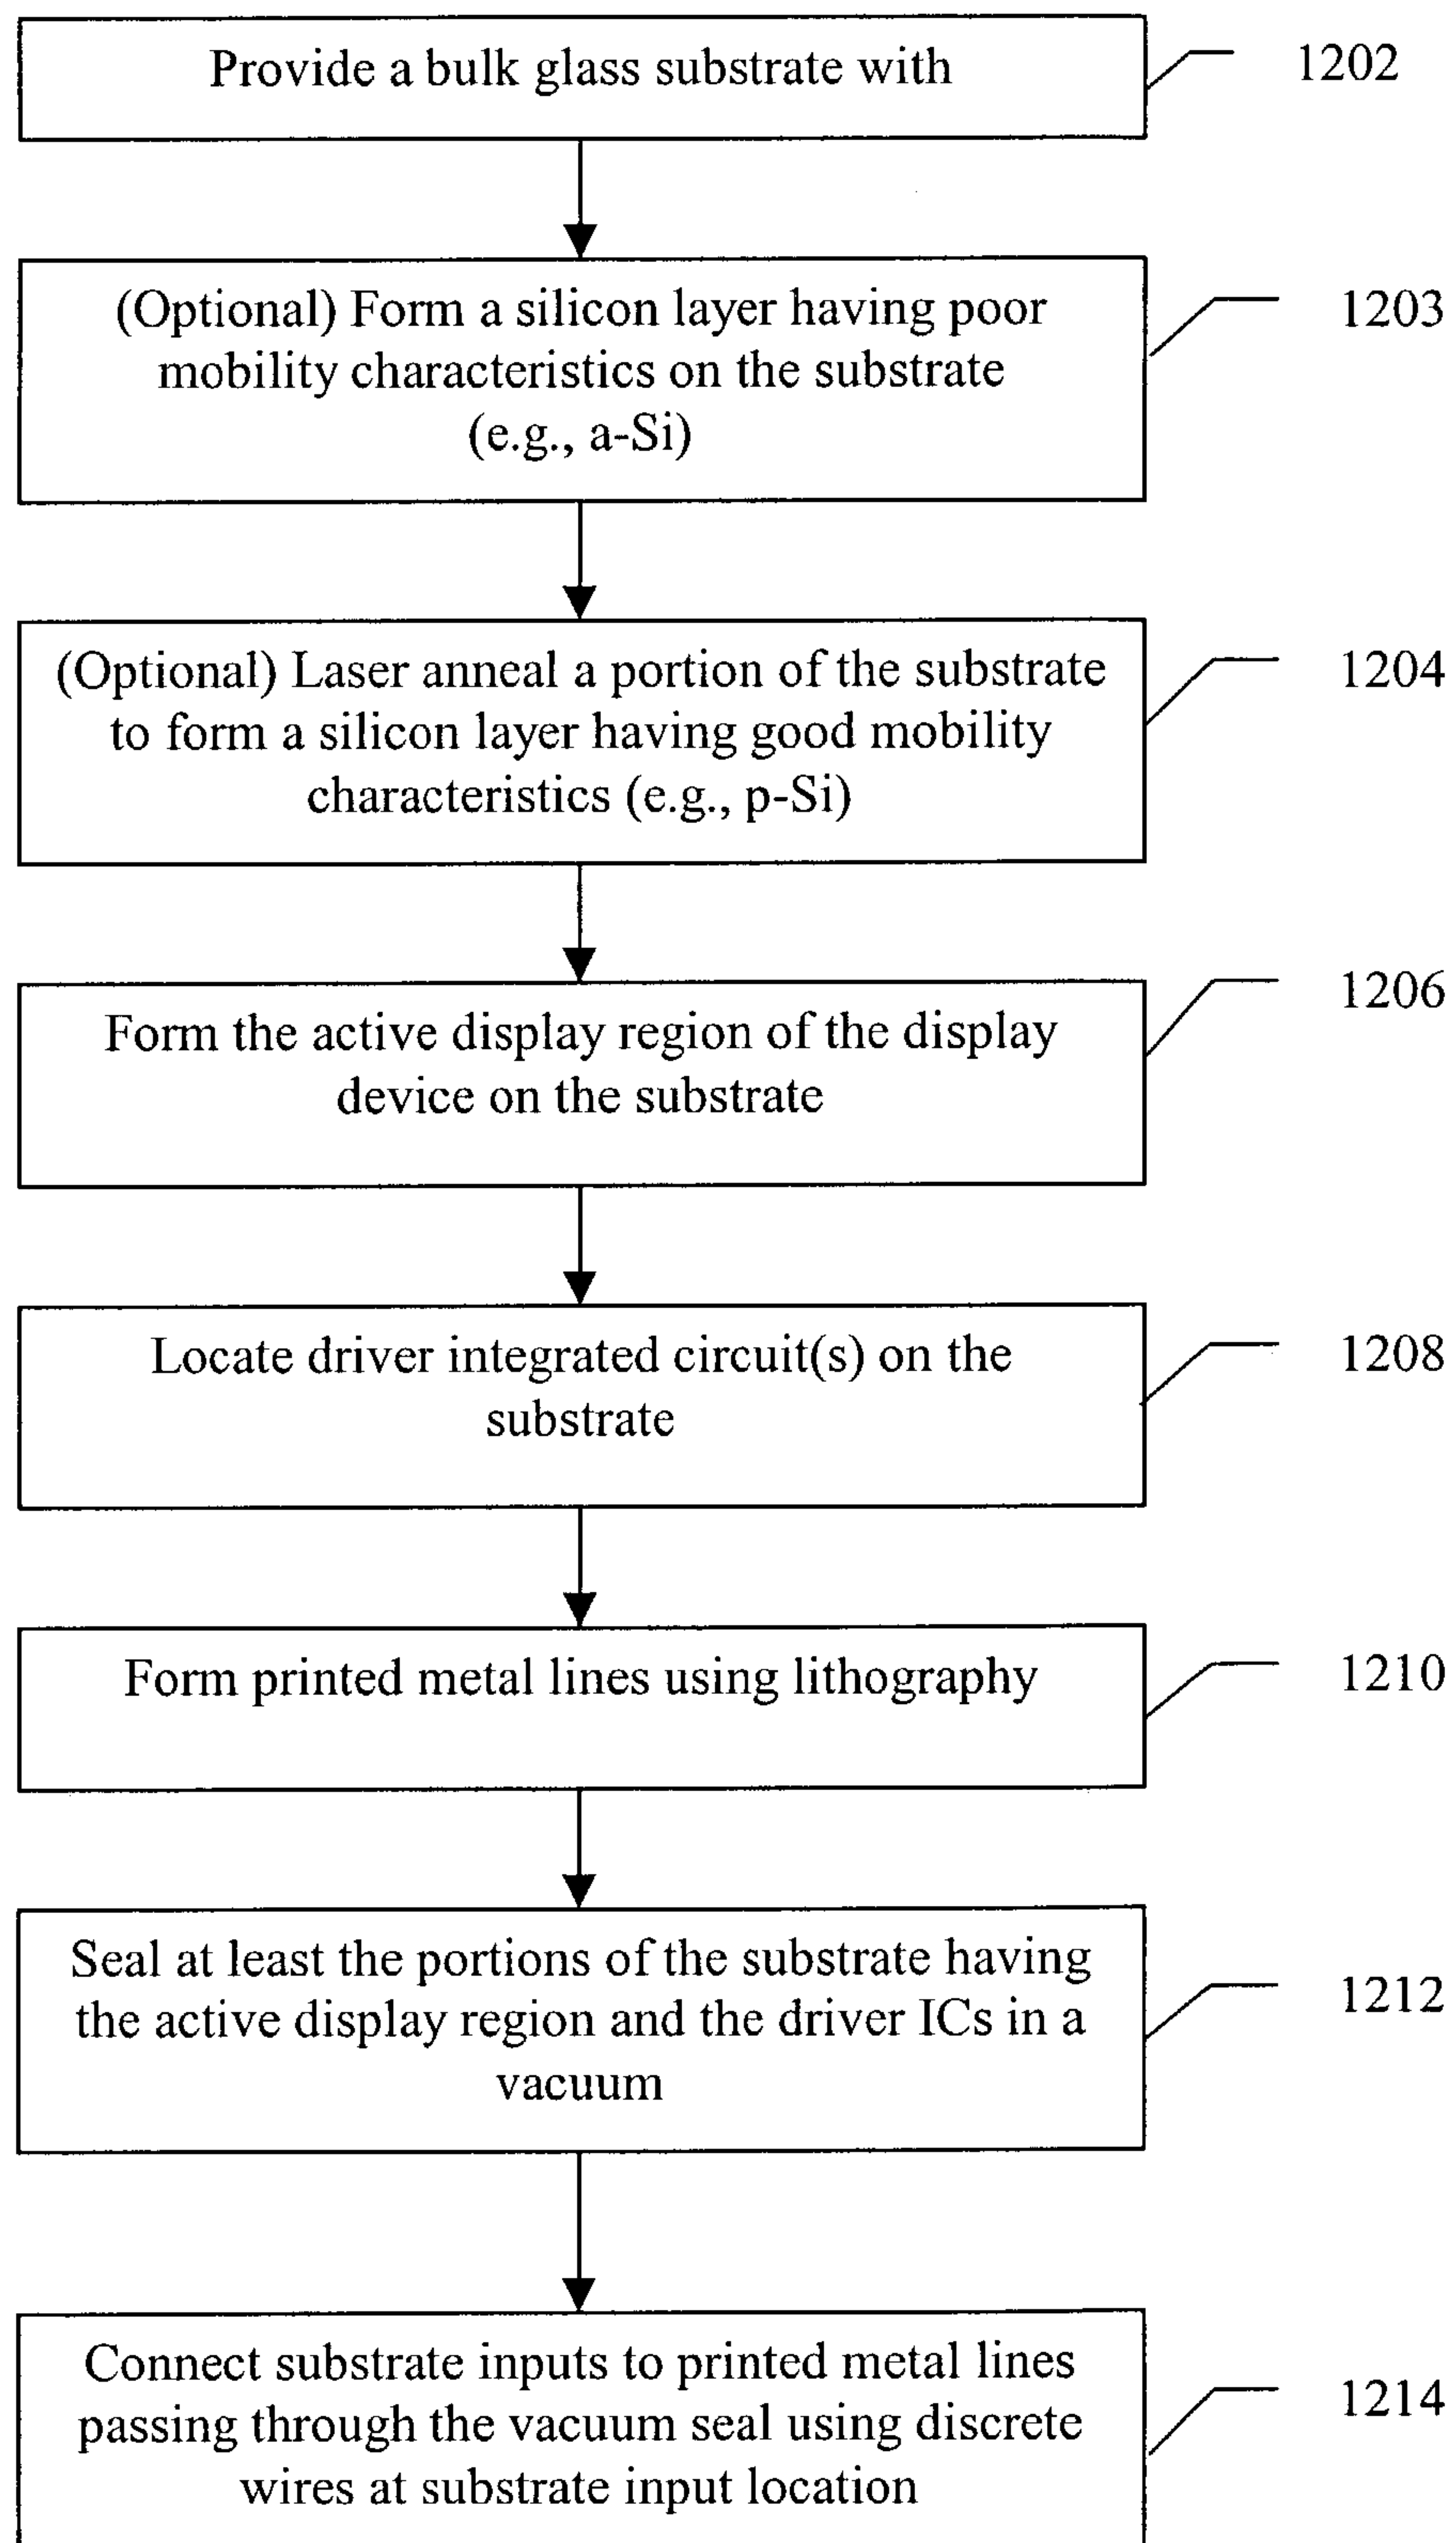 Provide a bulk glass substrate with
1202
(Optional) Form a silicon layer having poor
mobility characteristics on the substrate
(e.g., a-Si)
1203
(Optional) Laser anneal a portion of the substrate
to form a silicon layer having good mobility
characteristics (e.g., p-Si)
1204
Form the active display region of the display
device on the substrate
1206
Locate driver integrated circuit(s) on the
substrate
1208
Form printed metal lines using lithography
1210
Seal at least the portions of the substrate having
the active display region and the driver ICs in a
vacuum
1212
Connect substrate inputs to printed metal lines
passing through the vacuum seal using discrete
wires at substrate input location
1214